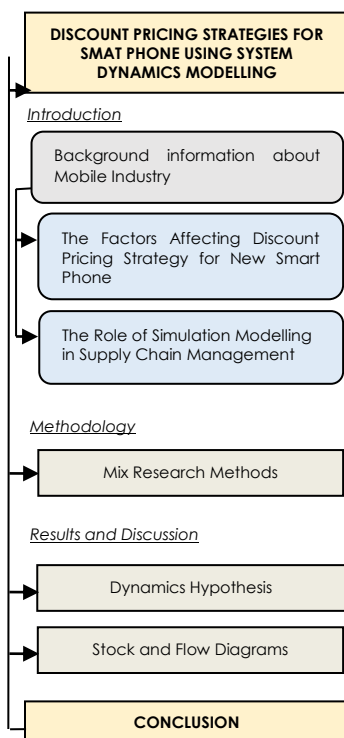 DISCOUNT PRICING STRATEGIES FOR
SMAT PHONE USING SYSTEM
DYNAMICS MODELLING
Introduction
Background information about
Mobile Industry
The Factors Affecting Discount
Pricing Strategy for New Smart
Phone
The Role of Simulation Modelling
in Supply Chain Management
Methodology
Mix Research Methods
Results and Discussion
Dynamics Hypothesis
Stock and Flow Diagrams
CONCLUSION